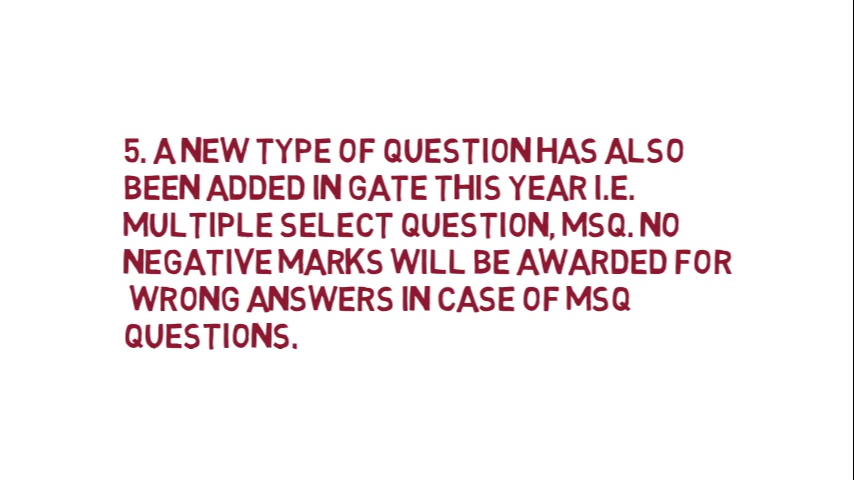 5. A NEW TYPE OF QUESTION HAS ALSO
BEEN ADDED IN GATE THIS YEAR I.E.
MULTIPLE SELECT QUESTION, MSQ. NO
NEGATIVE MARKS WILL BE AWARDED FOR
WRONG ANSWERS IN CASE OF MSQ
QUESTIONS.